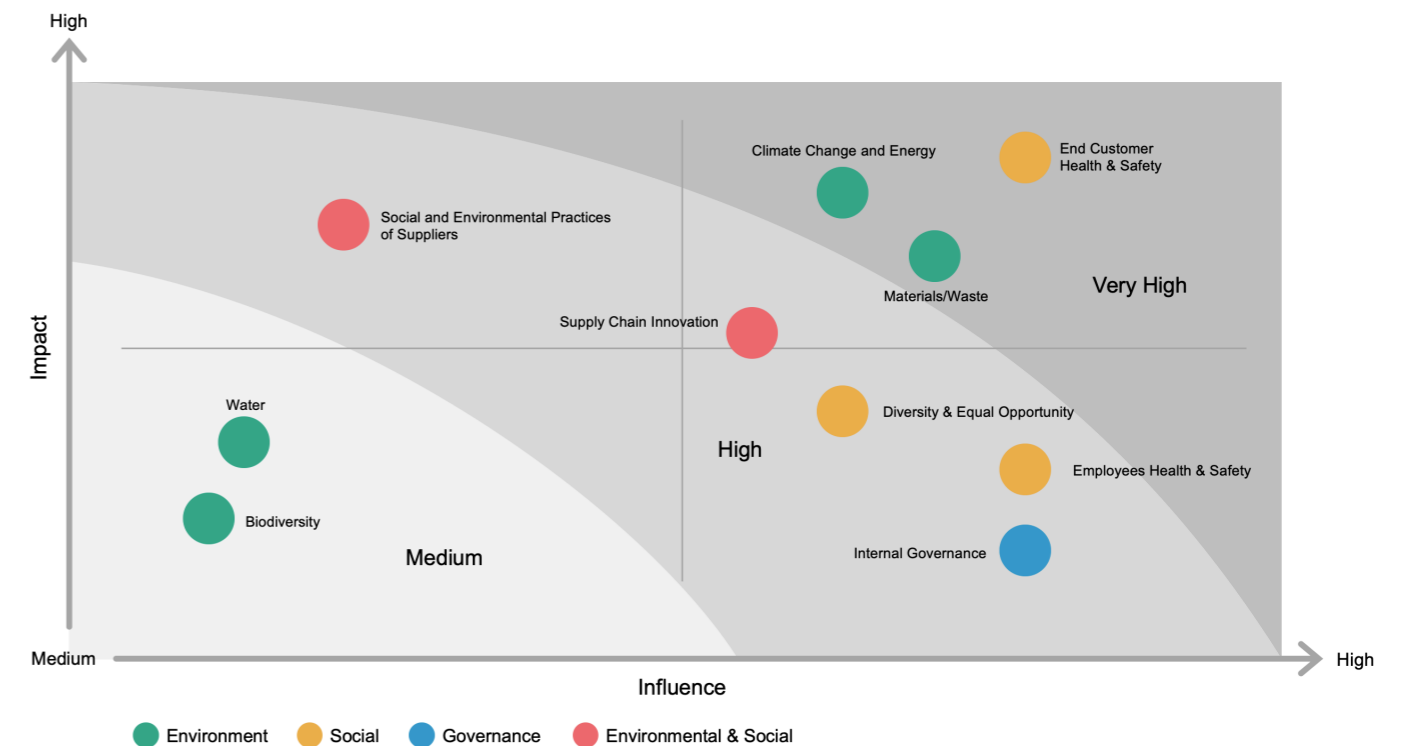 High
Climate Change and Energy
End Customer
Health & Safety
Social and Environmental Practices
of Suppliers
Very High
Materials/Waste
Supply Chain Innovation
Impact
Water
Diversity & Equal Opportunity
High
Employees Health & Safety
Biodiversity
Internal Governance
Medium
Medium
High
Influence
Environment
Social
Governance
Environmental & Social